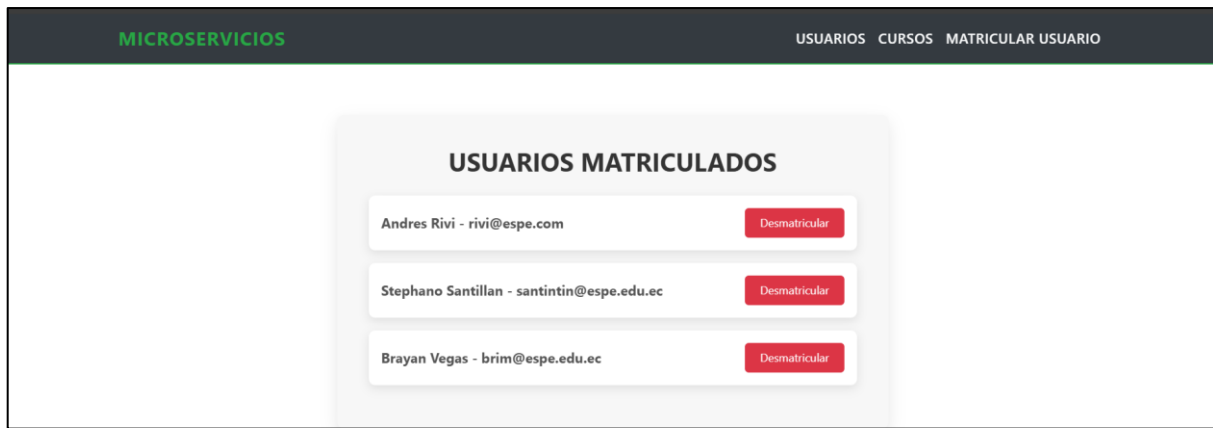 MICROSERVICIOS
USUARIOS CURSOS MATRICULAR USUARIO
USUARIOS MATRICULADOS
Andres Rivi - rivi@espe.com Desmatricular
Stephano Santillan - santintin@espe.edu.ec Desmatricular
Brayan Vegas - brim@espe.edu.ec Desmatricular